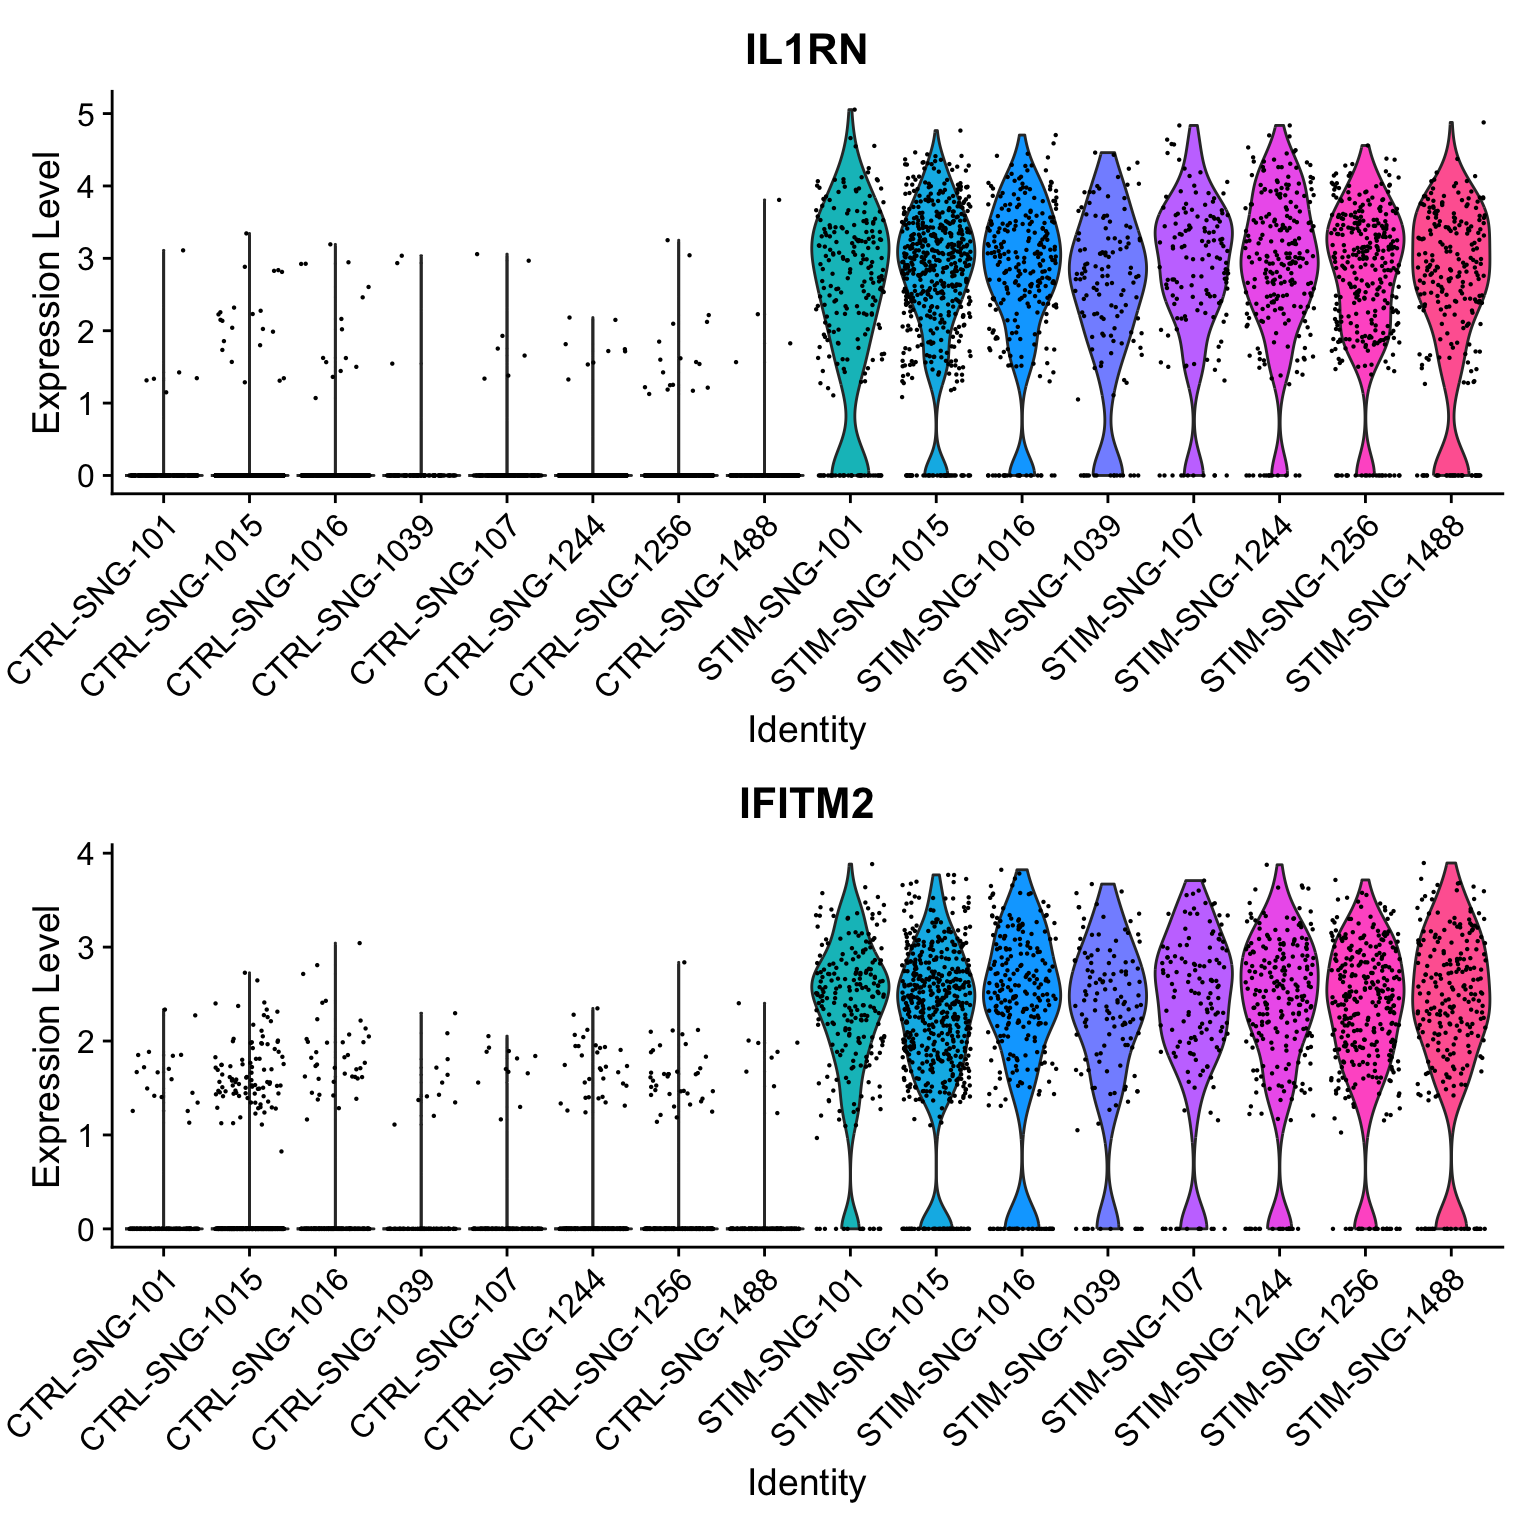 IL1RN
Expression Level
5
4
3
2
1
0
CTRL-SNG-101
CTRL-SNG-1015
CTRL-SNG-1016
CTRL-SNG-1039
CTRL-SNG-107
CTRL-SNG-1244
CTRL-SNG-1256
CTRL-SNG-1488
STIM-SNG-101
STIM-SNG-1015
STIM-SNG-1016
STIM-SNG-1039
STIM-SNG-107
STIM-SNG-1244
STIM-SNG-1256
STIM-SNG-1488
Identity
IFITM2
Expression Level
4
3
2
1
0
CTRL-SNG-101
CTRL-SNG-1015
CTRL-SNG-1016
CTRL-SNG-1039
CTRL-SNG-107
CTRL-SNG-1244
CTRL-SNG-1256
CTRL-SNG-1488
STIM-SNG-101
STIM-SNG-1015
STIM-SNG-1016
STIM-SNG-1039
STIM-SNG-107
STIM-SNG-1244
STIM-SNG-1256
STIM-SNG-1488
Identity